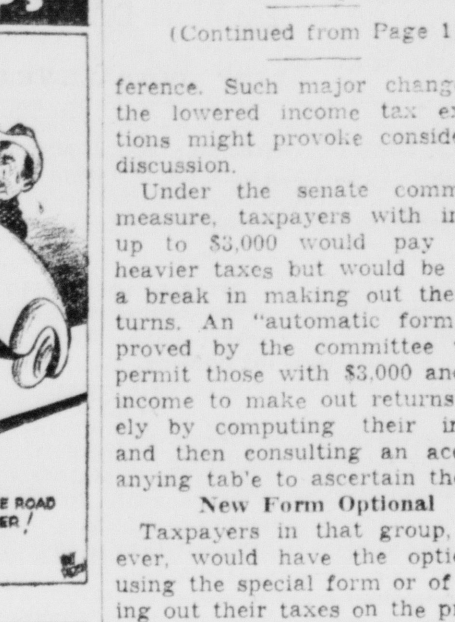 (Continued from Page 1
ference. Such major chang
the lowered income tax ex
tions might provoke conside
discussion.
Under the senate comm
measure, taxpayers with in
up to $3,000 would pay
heavier taxes but would be
a break in making out the
turns. An "automatic form
proved by the committee
permit those with $3,000 and
income to make out returns
ely by computing their in
and then consulting an acc
anying tab'e to ascertain the
New Form Optional
Taxpayers in that group,
ever, would have the optio
using the special form or of
ing out their taxes on the pr
E ROAD
ER!